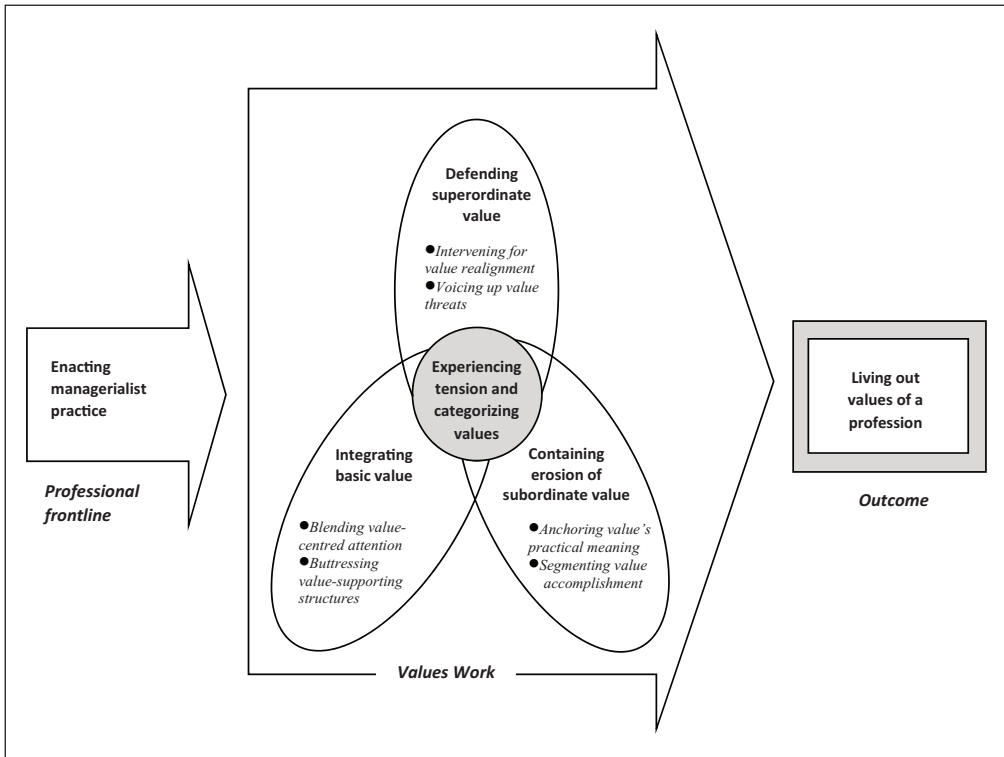 Enacting
managerialist
practice
Professional
frontline
Defending
superordinate
value
●Intervening for
value realignment
●Voicing up value
threats
Experiencing
tension and
categorizing
values
Integrating
basic value
●Blending value-
centred attention
●Buttressing
value-supporting
structures
Containing
erosion of
subordinate value
●Anchoring value's
practical meaning
●Segmenting value
accomplishment
Values Work
Living out
values of a
profession
Outcome